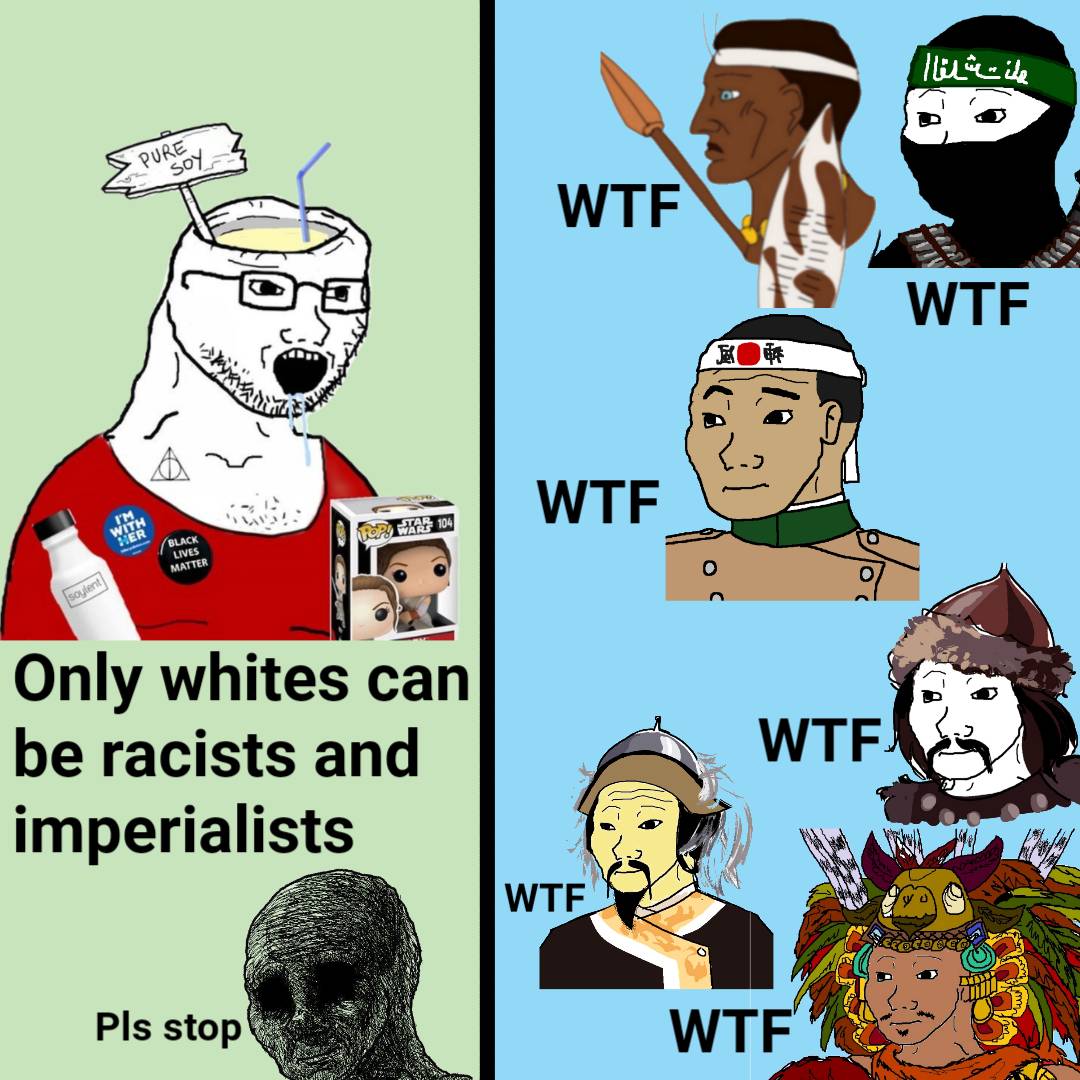 PURE
SOY
I'M
WITH
HER
BLACK
LIVES
MATTER
soylent
POP!
STAR
WARS
104
Only whites can
be racists and
imperialists
Pls stop
WTF
WTF
WTF
WTF
WTF
WTF